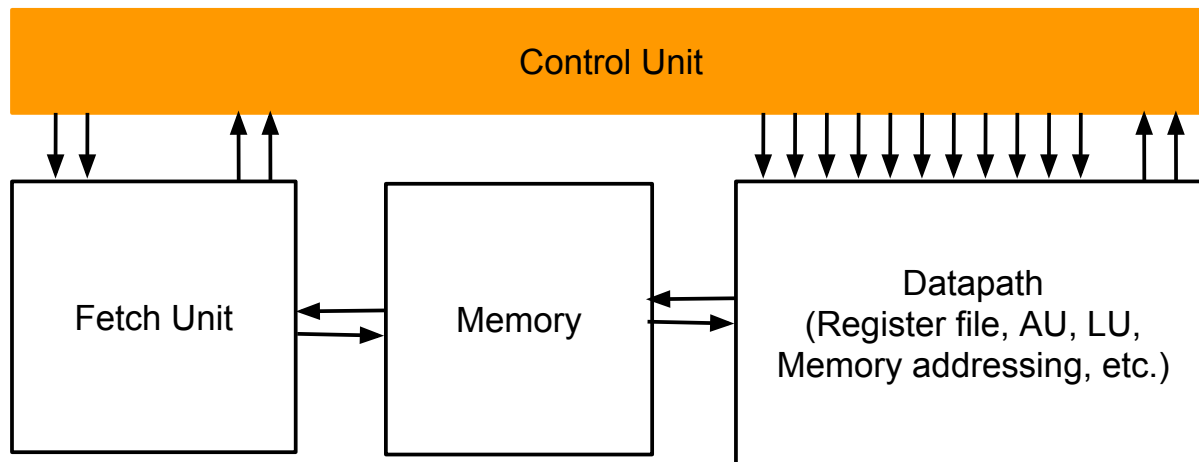 Control Unit
Fetch Unit
Memory
Datapath
(Register file, AU, LU,
Memory addressing, etc.)